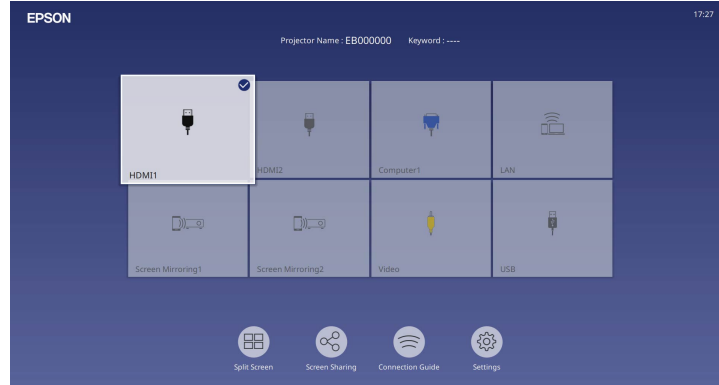 EPSON
17:27
Projector Name : EB000000 Keyword : ----
HDMI1
HDMI2
Computer1
LAN
Screen Mirroring1
Screen Mirroring2
Video
USB
Split Screen
Screen Sharing
Connection Guide
Settings